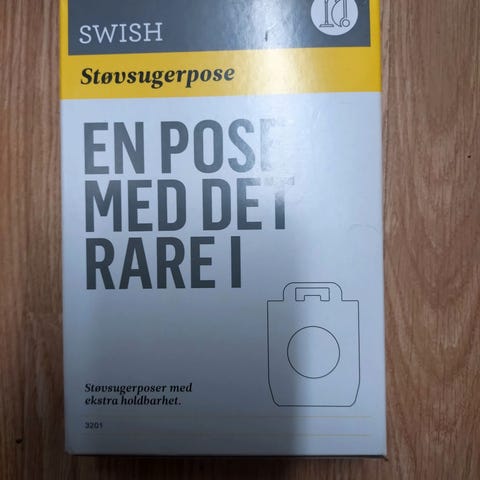 SWISH
Støvsugerpose
EN POSE
MED DET
RARE I
Støvsugerposer med
ekstra holdbarhet.
3201